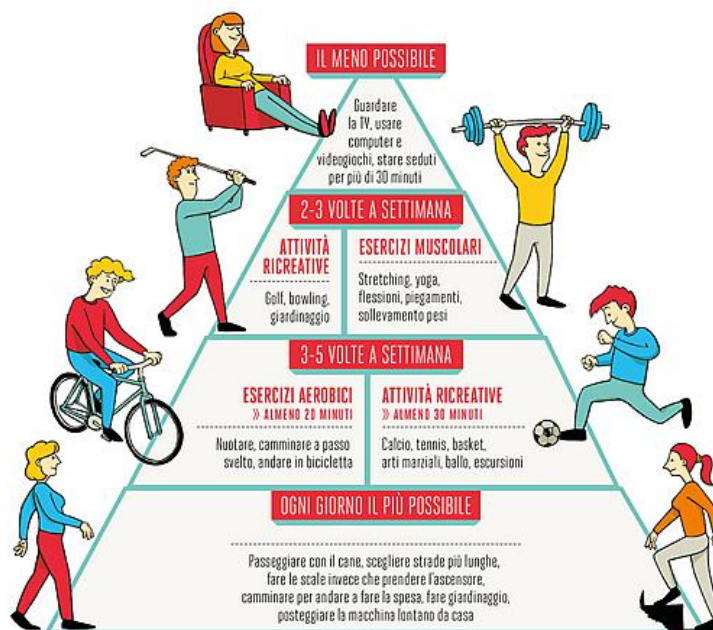 IL MENO POSSIBILE
Guardare
la TV, usare
computer e
videogiochi, stare seduti
per più di 30 minuti
2-3 VOLTE A SETTIMANA
ATTIVITÀ
RICREATIVE
Golf, bowling,
giardinaggio
ESERCIZI MUSCOLARI
Stretching, yoga,
flessioni, piegamenti,
sollevamento pesi
3-5 VOLTE A SETTIMANA
ESERCIZI AEROBICI
» ALMENO 20 MINUTI
Nuotare, camminare a passo
svelto, andare in bicicletta
ATTIVITÀ RICREATIVE
» ALMENO 30 MINUTI
Calcio, tennis, basket,
arti marziali, ballo, escursioni
OGNI GIORNO IL PIÙ POSSIBILE
Passeggiare con il cane, scegliere strade più lunghe,
fare le scale invece che prendere l'ascensore,
camminare per andare a fare la spesa, fare giardinaggio,
posteggiare la macchina lontano da casa